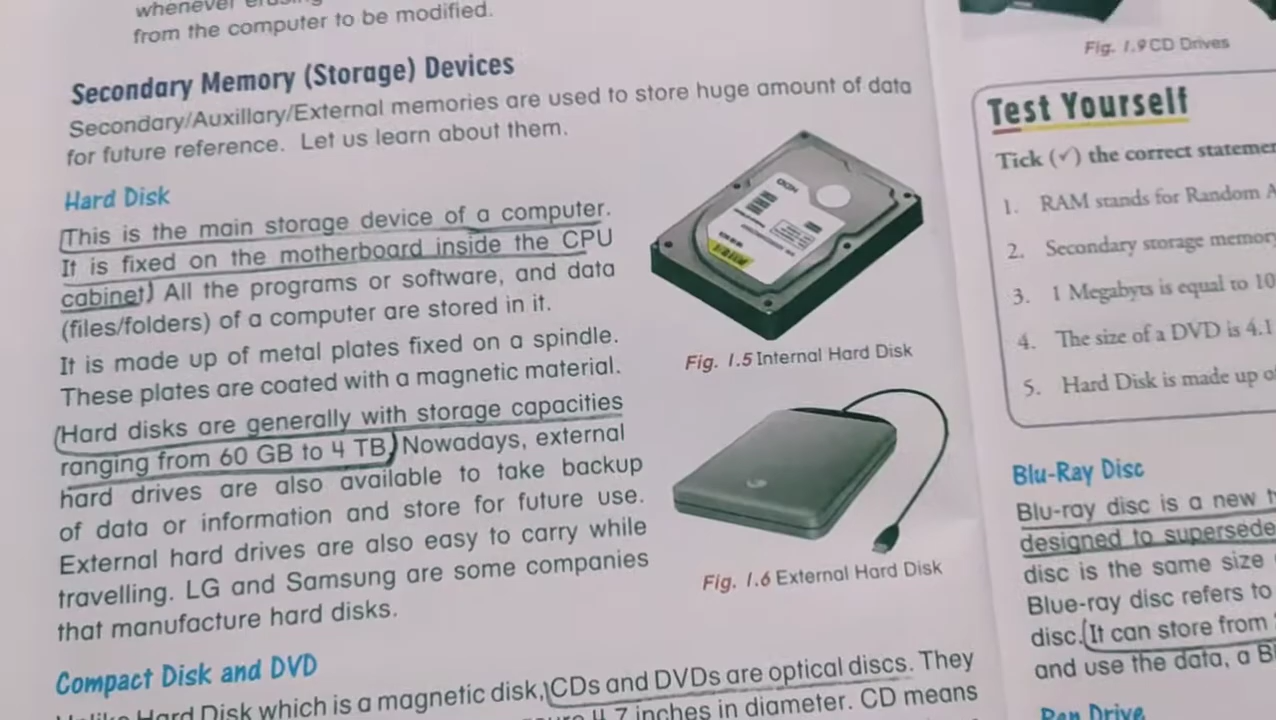 whenever
from the computer to be modified.
Secondary Memory (Storage) Devices
Secondary/Auxillary/External memories are used to store huge amount of data
for future reference. Let us learn about them.
Hard Disk
This is the main storage device of a computer.
It is fixed on the motherboard inside the CPU
cabinet. All the programs or software, and data
(files/folders) of a computer are stored in it.
It is made up of metal plates fixed on a spindle.
These plates are coated with a magnetic material.
Hard disks are generally with storage capacities
ranging from 60 GB to 4 TB. Nowadays, external
hard drives are also available to take backup
of data or information and store for future use.
External hard drives are also easy to carry while
travelling. LG and Samsung are some companies
that manufacture hard disks.
Fig. 1.5 Internal Hard Disk
Fig. 1.6 External Hard Disk
Compact Disk and DVD
Unlike Hard Disk which is a magnetic disk, CDs and DVDs are optical discs. They
4.7 inches in diameter. CD means
Fig. 1.9 CD Drives
Test Yourself
Tick (✓) the correct
1. RAM stands for Random
2. Secondary storage
3. 1 Megabyts is equal to
4. The size of a DVD is
5. Hard Disk is made up
Blu-Ray Disc
Blu-ray disc is a new
designed to supersede
disc is the same size
Blue-ray disc refers to
disc. It can store from
and use the data, a
Pen Drive